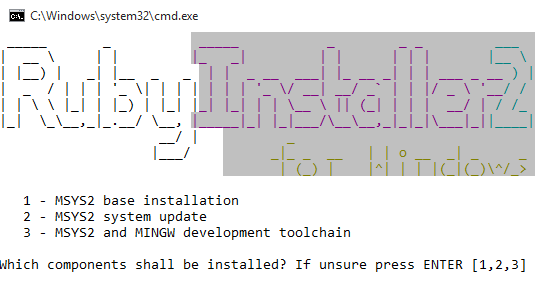 C:\Windows\system32\cmd.exe
RubyInstaller2
for Windows
1 - MSYS2 base installation
2 - MSYS2 system update
3 - MSYS2 and MINGW development toolchain
Which components shall be installed? If unsure press ENTER [1,2,3]